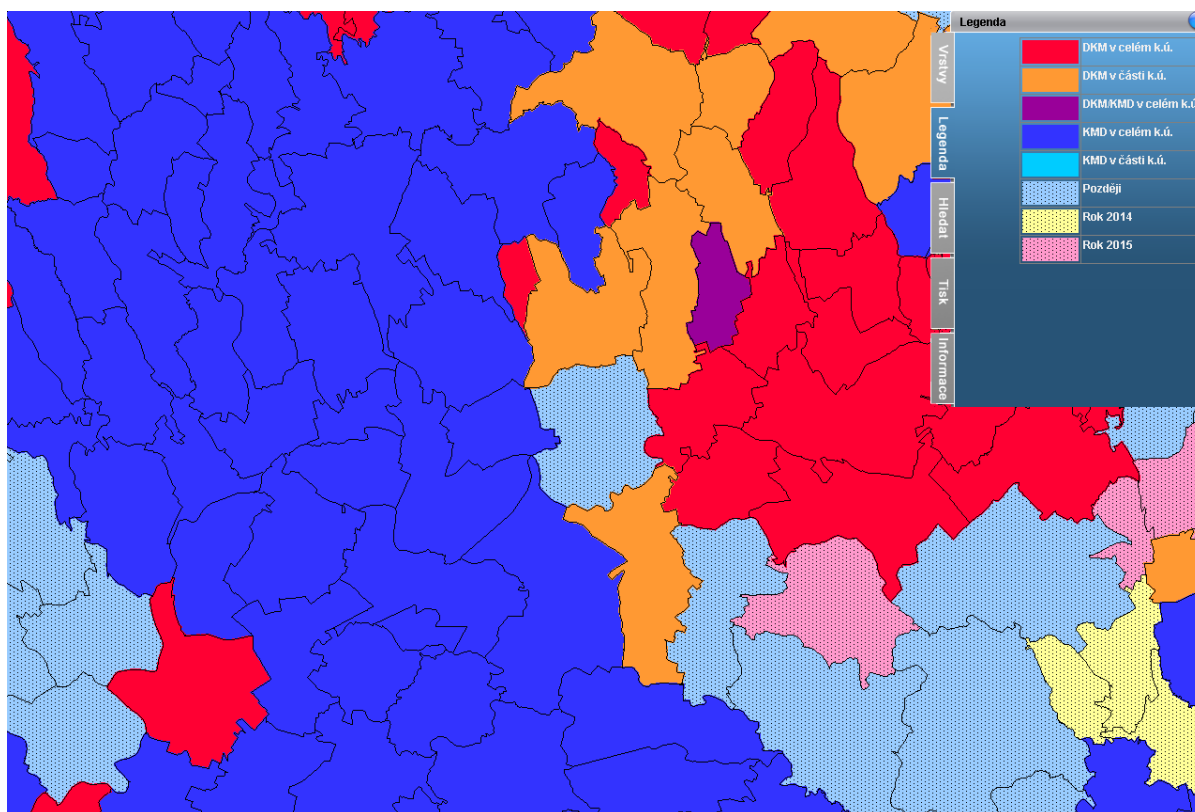 Legenda
Vrstvy
Legenda
Hledat
Tisk
Informace
DKM v celém k.ú.
DKM v části k.ú.
DKM/KMD v celém k.ú
KMD v celém k.ú.
KMD v části k.ú.
Později
Rok 2014
Rok 2015